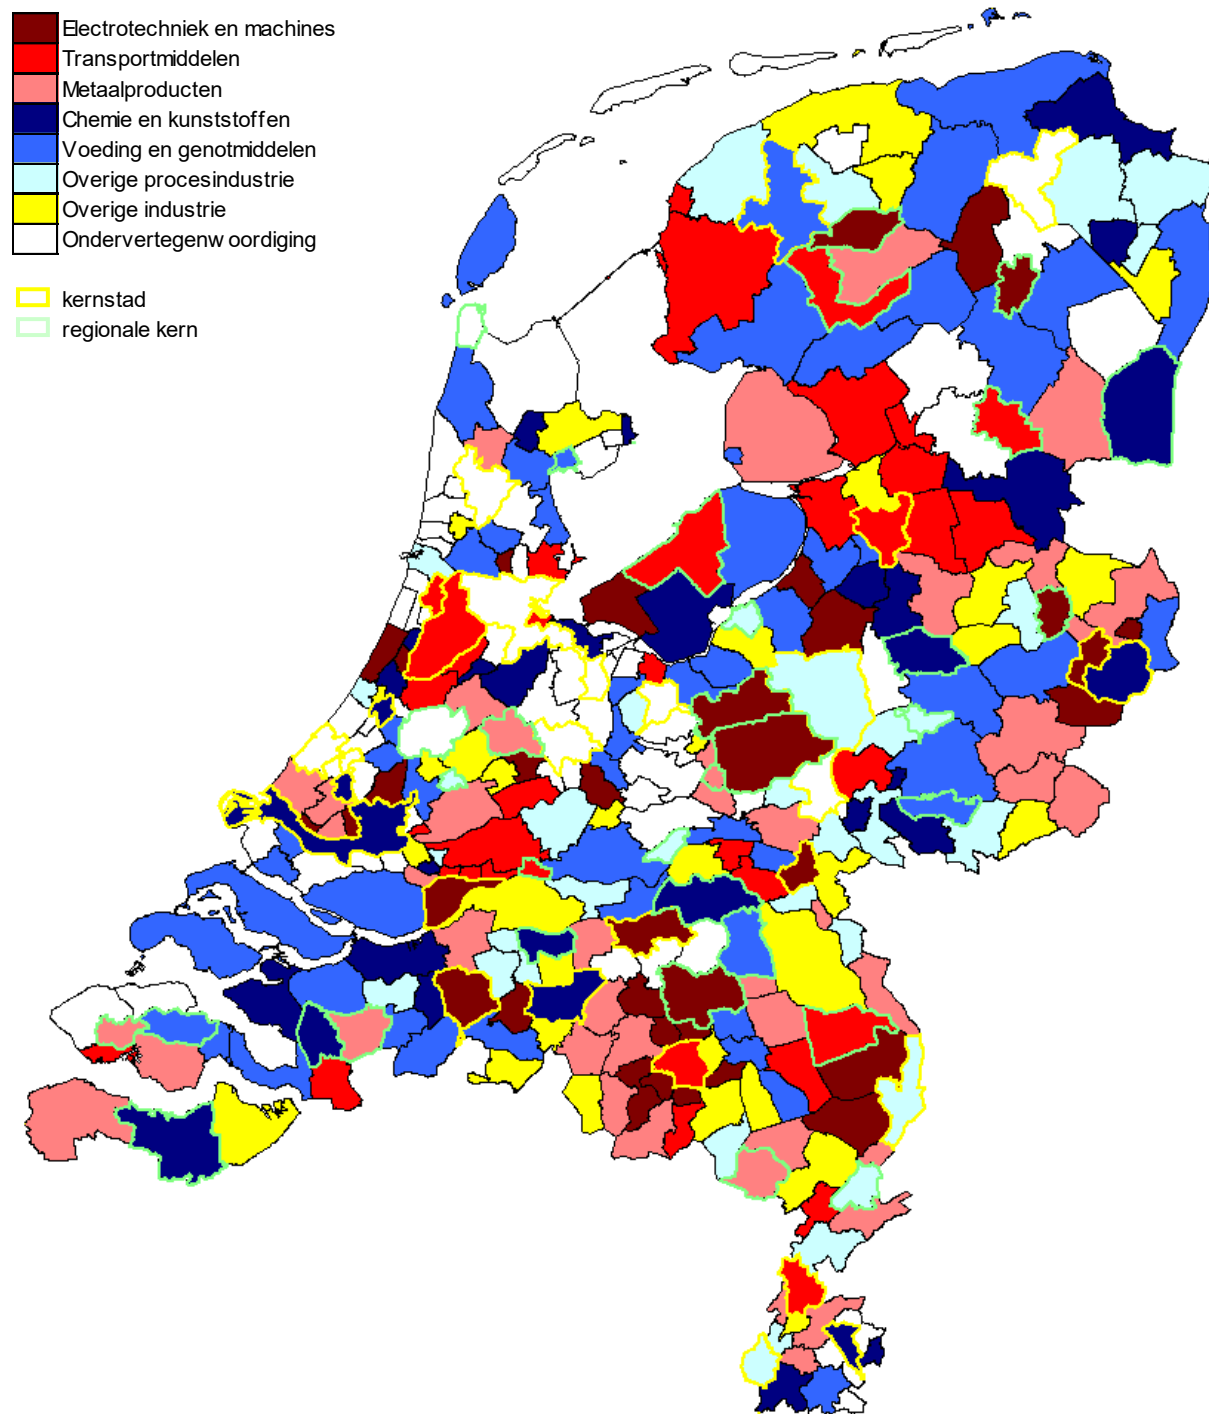 Electrotechniek en machines
Transportmiddelen
Metaalproducten
Chemie en kunststoffen
Voeding en genotmiddelen
Overige procesindustrie
Overige industrie
Ondervertegenw oordiging
kernstad
regionale kern